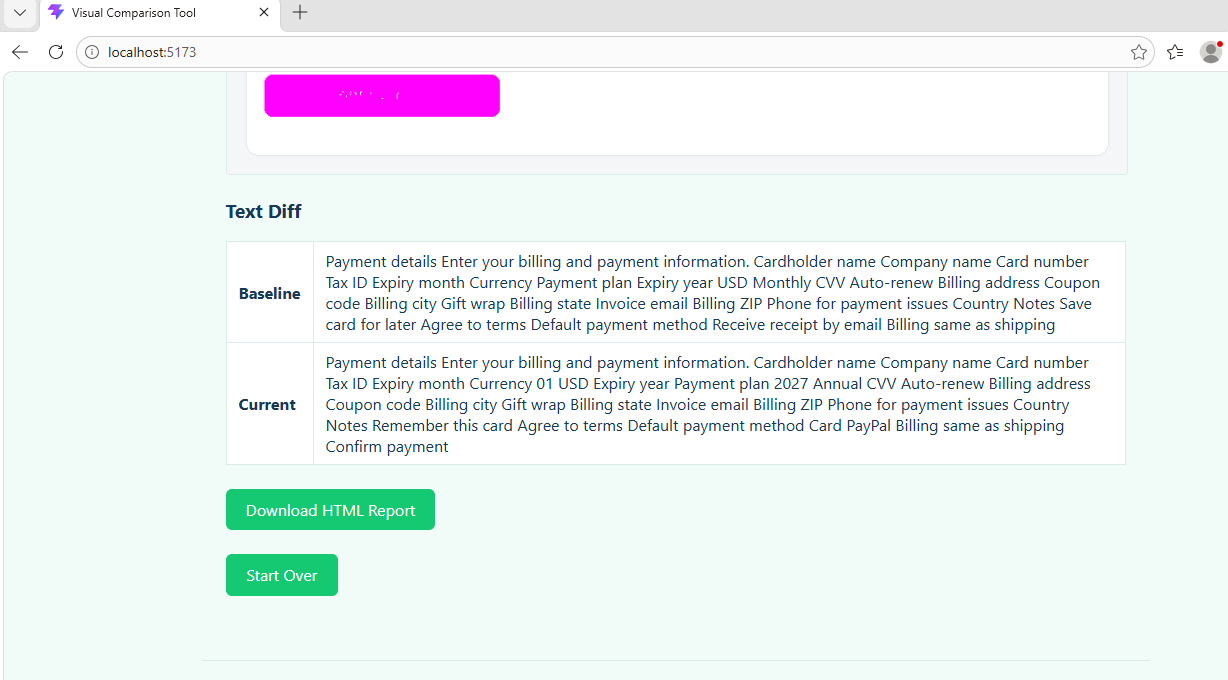 Visual Comparison Tool
localhost:5173
Text Diff
Baseline
Payment details Enter your billing and payment information. Cardholder name Company name Card number
Tax ID Expiry month Currency Payment plan Expiry year USD Monthly CVV Auto-renew Billing address Coupon
code Billing city Gift wrap Billing state Invoice email Billing ZIP Phone for payment issues Country Notes Save
card for later Agree to terms Default payment method Receive receipt by email Billing same as shipping
Current
Payment details Enter your billing and payment information. Cardholder name Company name Card number
Tax ID Expiry month Currency 01 USD Expiry year Payment plan 2027 Annual CVV Auto-renew Billing address
Coupon code Billing city Gift wrap Billing state Invoice email Billing ZIP Phone for payment issues Country
Notes Remember this card Agree to terms Default payment method Card PayPal Billing same as shipping
Confirm payment
Download HTML Report
Start Over